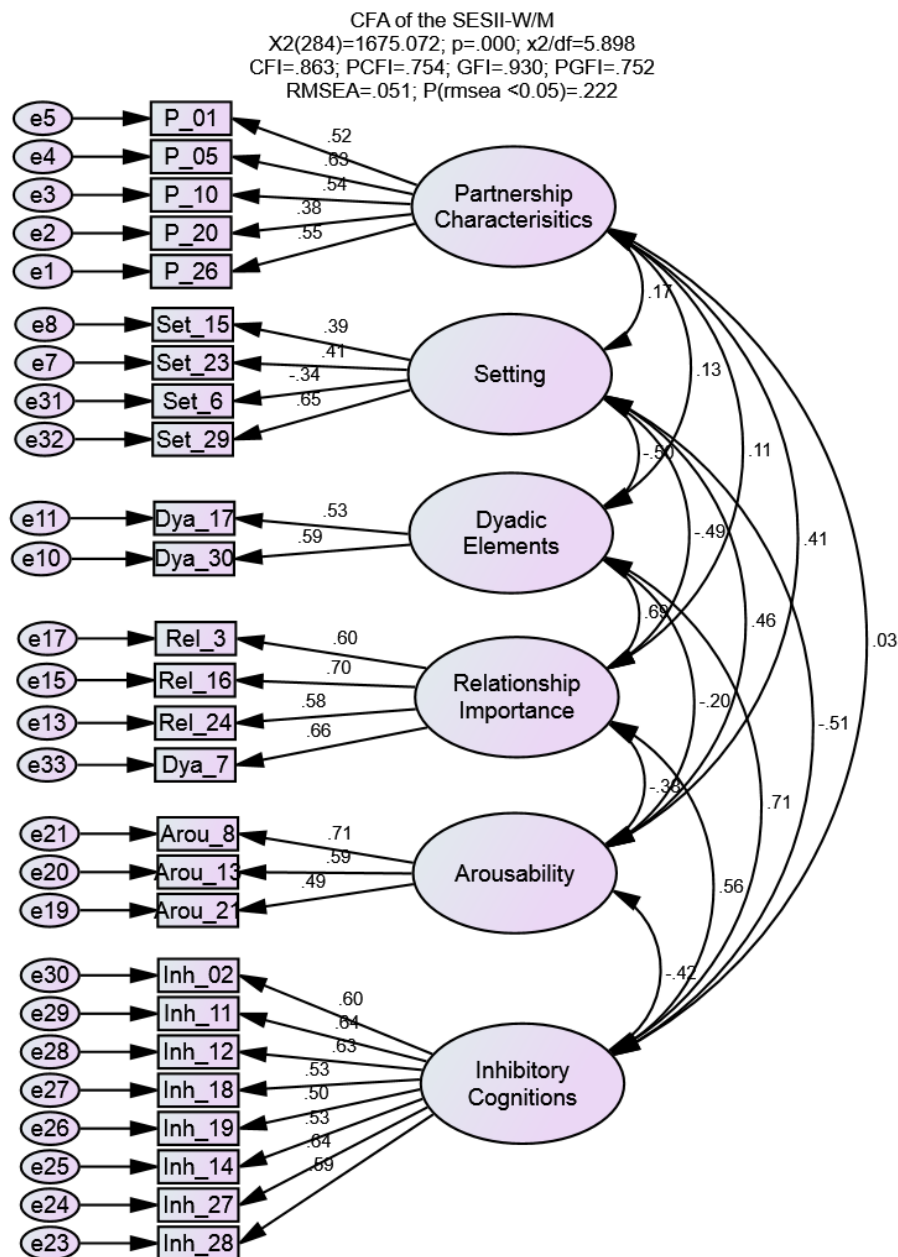 CFA of the SESII-W/M
X2(284)=1675.072; p=.000; x2/df=5.898
CFI=.863; PCFI=.754; GFI=.930; PGFI=.752
RMSEA=.051; P(rmsea <0.05)=.222
e5 P_01 .52
e4 P_05 .63
e3 P_10 .54
e2 P_20 .38
e1 P_26 .55
Partnership
Characterisitics
e8 Set_15 .39
e7 Set_23 .41
e31 Set_6 -.34
e32 Set_29 .65
Setting
.17
.13
e11 Dya_17 .53
e10 Dya_30 .59
Dyadic
Elements
-.50
.11
-.49
.41
e17 Rel_3 .60
e15 Rel_16 .70
e13 Rel_24 .58
e33 Dya_7 .66
Relationship
Importance
.69
.46
.03
-.20
-.51
e21 Arou_8 .71
e20 Arou_13 .59
e19 Arou_21 .49
Arousability
-.38
.71
.56
-.42
e30 Inh_02 .60
e29 Inh_11 .64
e28 Inh_12 .63
e27 Inh_18 .53
e26 Inh_19 .50
e25 Inh_14 .53
e24 Inh_27 .64
e23 Inh_28 .59
Inhibitory
Cognitions